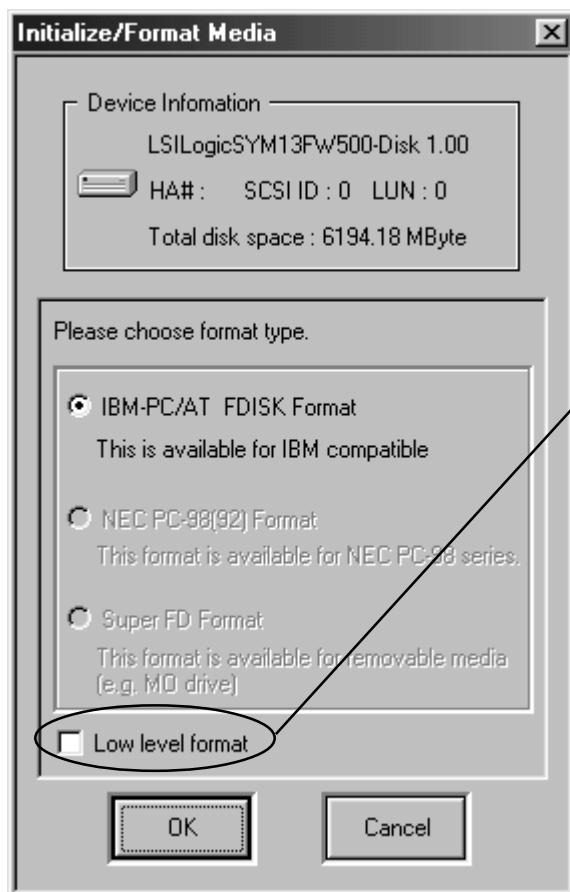 Initialize/Format Media
Device Infomation
LSILogicSYM13FW500-Disk 1.00
HA# : SCSI ID : 0 LUN : 0
Total disk space : 6194.18 MByte
Please choose format type.
IBM-PC/AT FDISK Format
This is available for IBM compatible
NEC PC-98(92) Format
This format is available for NEC PC-98 series.
Super FD Format
This format is available for removable media
(e.g. MO drive)
Low level format
OK
Cancel